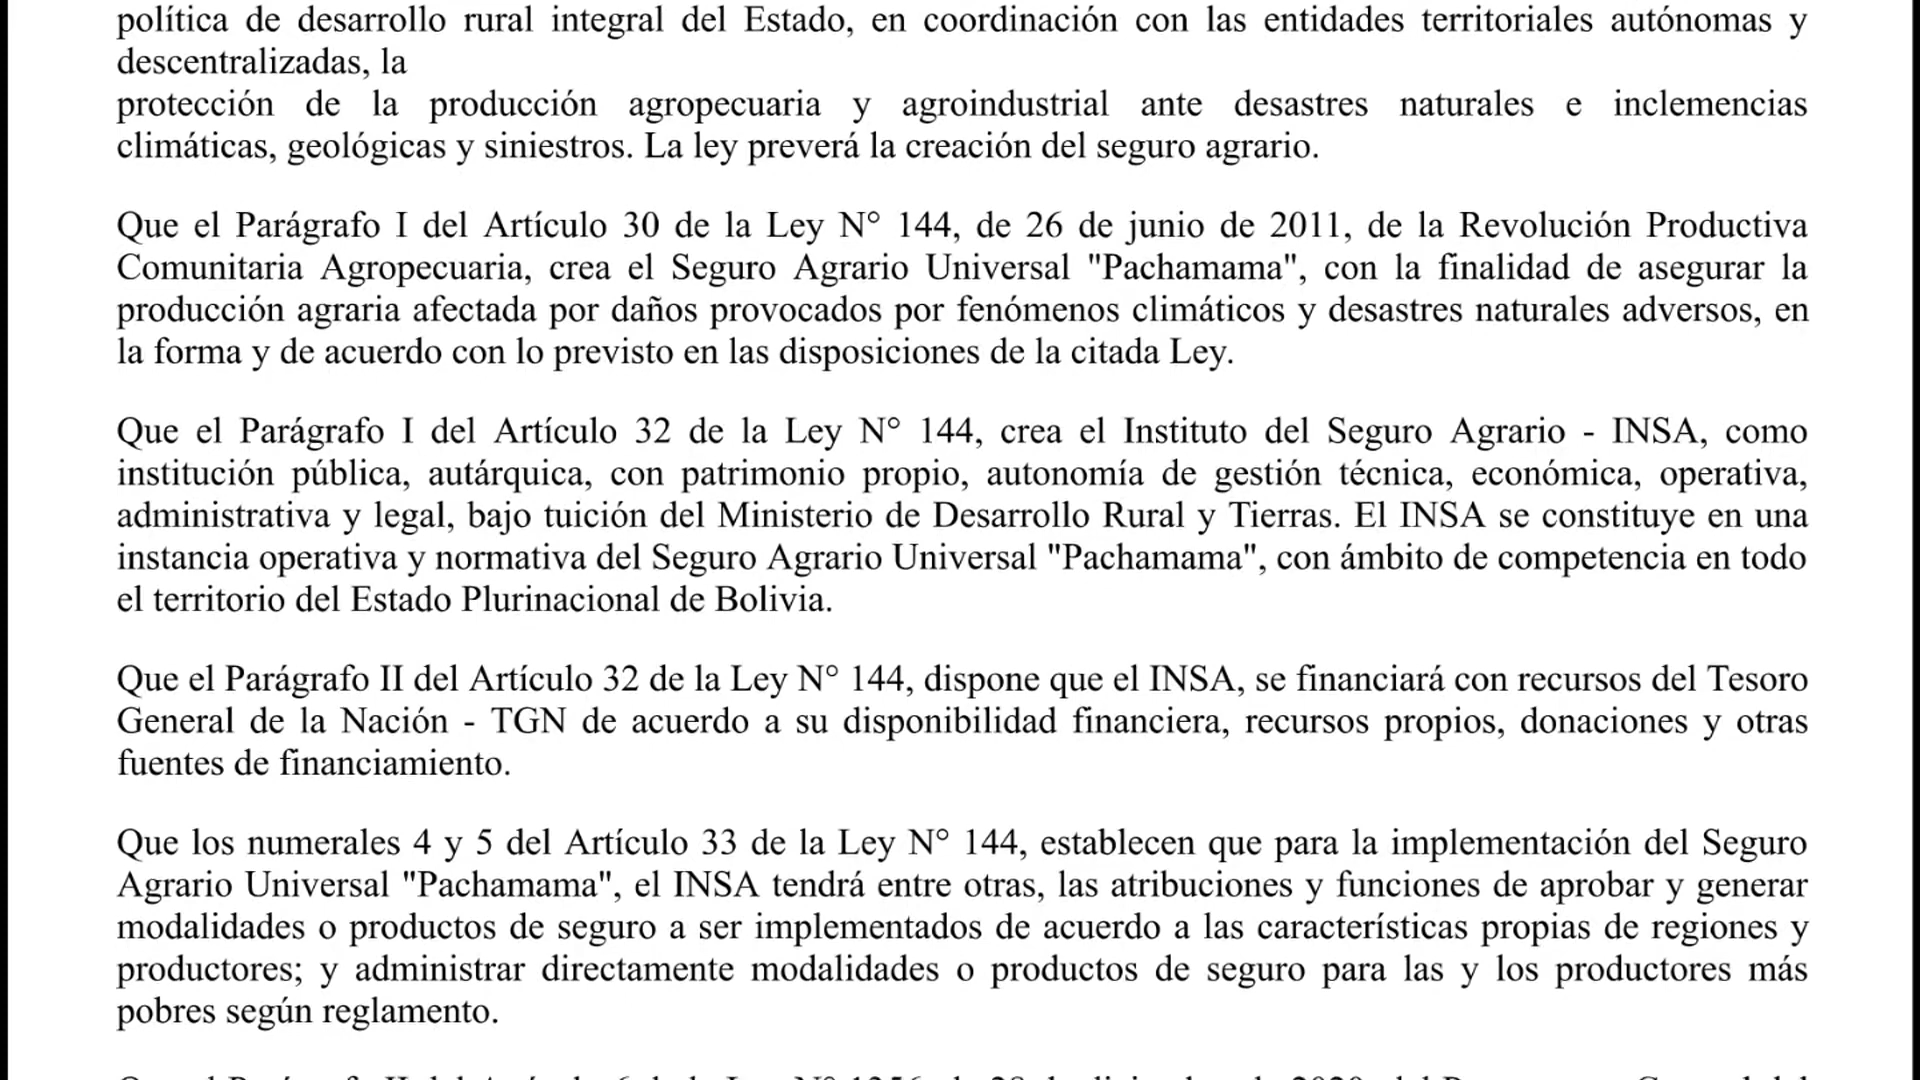 política de desarrollo rural integral del Estado, en coordinación con las entidades territoriales autónomas y
descentralizadas, la
protección de la producción agropecuaria y agroindustrial ante desastres naturales e inclemencias
climáticas, geológicas y siniestros. La ley preverá la creación del seguro agrario.
Que el Parágrafo I del Artículo 30 de la Ley N° 144, de 26 de junio de 2011, de la Revolución Productiva
Comunitaria Agropecuaria, crea el Seguro Agrario Universal "Pachamama", con la finalidad de asegurar la
producción agraria afectada por daños provocados por fenómenos climáticos y desastres naturales adversos, en
la forma y de acuerdo con lo previsto en las disposiciones de la citada Ley.
Que el Parágrafo I del Artículo 32 de la Ley N° 144, crea el Instituto del Seguro Agrario - INSA, como
institución pública, autárquica, con patrimonio propio, autonomía de gestión técnica, económica, operativa,
administrativa y legal, bajo tuición del Ministerio de Desarrollo Rural y Tierras. El INSA se constituye en una
instancia operativa y normativa del Seguro Agrario Universal "Pachamama", con ámbito de competencia en todo
el territorio del Estado Plurinacional de Bolivia.
Que el Parágrafo II del Artículo 32 de la Ley N° 144, dispone que el INSA, se financiará con recursos del Tesoro
General de la Nación - TGN de acuerdo a su disponibilidad financiera, recursos propios, donaciones y otras
fuentes de financiamiento.
Que los numerales 4 y 5 del Artículo 33 de la Ley N° 144, establecen que para la implementación del Seguro
Agrario Universal "Pachamama", el INSA tendrá entre otras, las atribuciones y funciones de aprobar y generar
modalidades o productos de seguro a ser implementados de acuerdo a las características propias de regiones y
productores; y administrar directamente modalidades o productos de seguro para las y los productores más
pobres según reglamento.